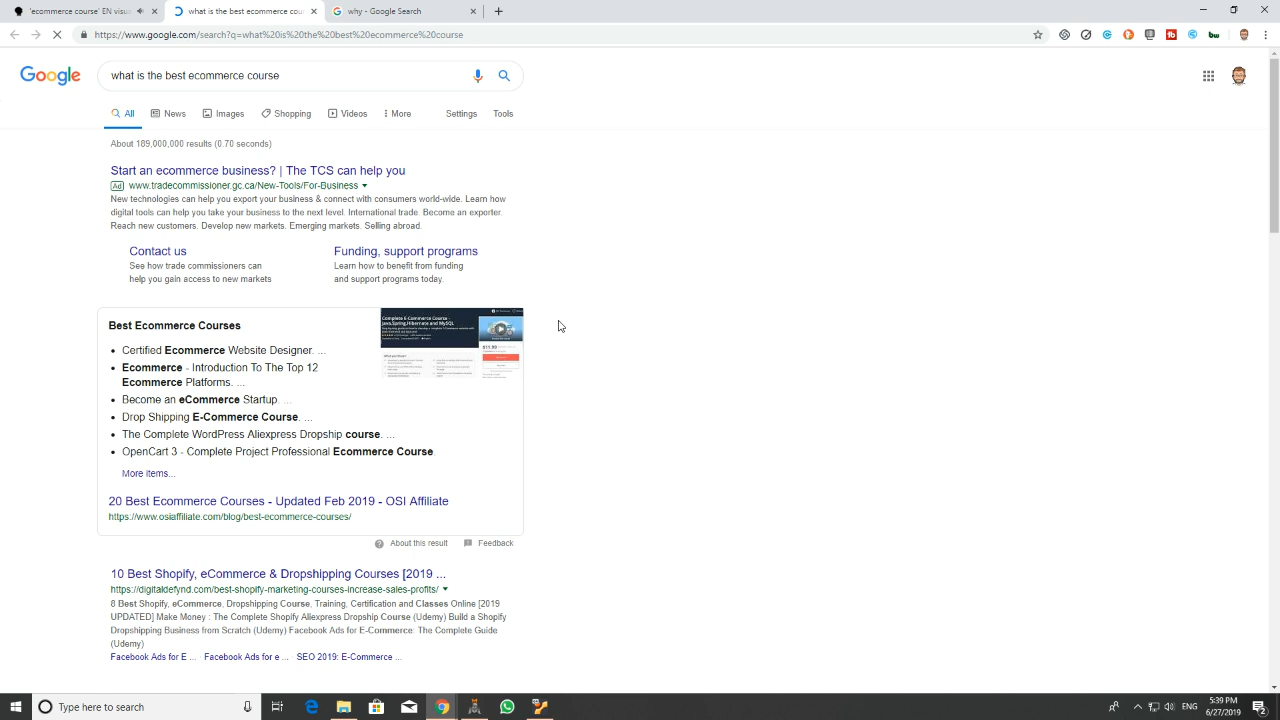 'ecommerce course' EN visu
what is the best ecommerce cou
why - Google Search
https://www.google.com/search?q=what%20is%20the%20best%20ecommerce%20course
Google
what is the best ecommerce course
All News Images Shopping Videos More Settings Tools
About 189,000,000 results (0.70 seconds)
Start an ecommerce business? | The TCS can help you
Ad www.tradecommissioner.gc.ca/New-Tools/For-Business
New technologies can help you export your business & connect with consumers world-wide. Learn how
digital tools can help you take your business to the next level. International trade. Become an exporter.
Reach new customers. Develop new markets. Emerging markets. Selling abroad.
Contact us
See how trade commissioners can
help you gain access to new markets
Funding, support programs
Learn how to benefit from funding
and support programs today.
Best Ecommerce Courses
Certified Ecommerce Website Designer. ...
To The Top 12
Ecommerce Platforms. ...
Become an eCommerce Startup. ...
Drop Shipping E-Commerce Course. ...
The Complete WordPress Aliexpress Dropship course. ...
OpenCart 3 - Complete Project Professional Ecommerce Course.
More items...
Complete E-Commerce Course -
Java,Spring,Hibernate and MySQL
20 Best Ecommerce Courses - Updated Feb 2019 - OSI Affiliate
https://www.osiaffiliate.com/blog/best-ecommerce-courses/
About this result Feedback
10 Best Shopify, eCommerce & Dropshipping Courses [2019 ...
https://digitaldefynd.com/best-shopify-marketing-courses-increase-sales-profits/
8 Best Shopify, eCommerce, Dropshipping Course, Training, Certification and Classes Online [2019
UPDATED] Make Money : The Complete Shopify Aliexpress Dropship Course (Udemy) Build a Shopify
Dropshipping Business from Scratch (Udemy) Facebook Ads for E-Commerce: The Complete Guide
(Udemy)
Facebook Ads for E ... · Facebook Ads for e ... · SEO 2019: E-Commerce ...
Type here to search
ENG
5:39 PM
6/27/2019
2